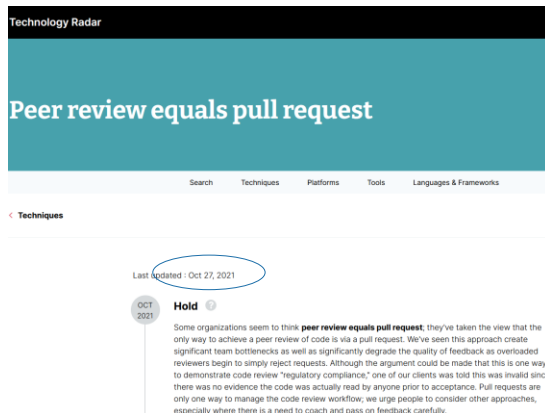 Technology Radar
Peer review equals pull request
Search Techniques Platforms Tools Languages & Frameworks
< Techniques
Last updated : Oct 27, 2021
OCT
2021
Hold ?
Some organizations seem to think peer review equals pull request; they've taken the view that the
only way to achieve a peer review of code is via a pull request. We've seen this approach create
significant team bottlenecks as well as significantly degrade the quality of feedback as overloaded
reviewers begin to simply reject requests. Although the argument could be made that this is one way
to demonstrate code review "regulatory compliance," one of our clients was told this was invalid since
there was no evidence the code was actually read by anyone prior to acceptance. Pull requests are
only one way to manage the code review workflow; we urge people to consider other approaches,
especially where there is a need to coach and pass on feedback carefully.